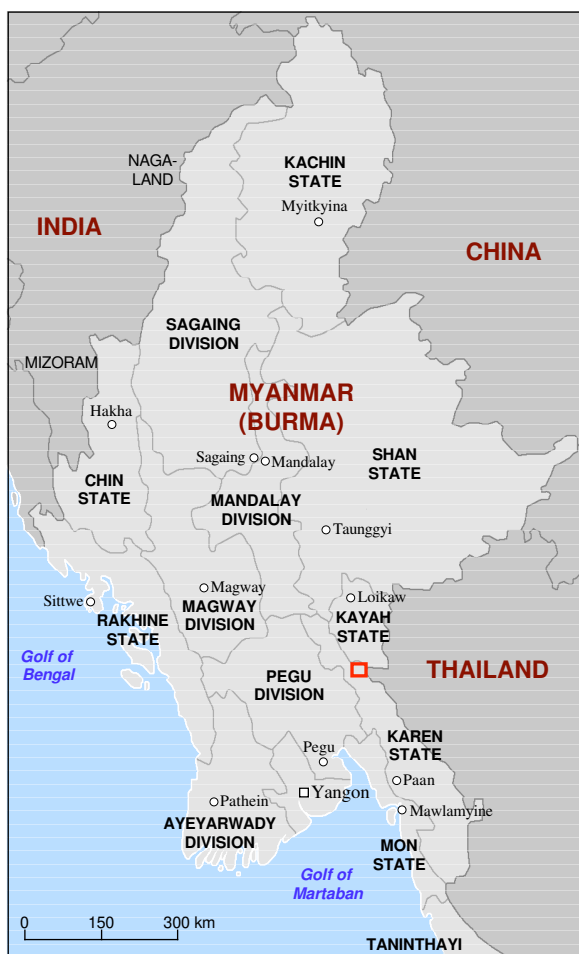 NAGA-
LAND
KACHIN
STATE
Myitkyina
INDIA
CHINA
SAGAING
DIVISION
MIZORAM
MYANMAR
(BURMA)
Hakha
Sagaing
Mandalay
SHAN
STATE
CHIN
STATE
MANDALAY
DIVISION
Taunggyi
Magway
Loikaw
Sittwe
RAKHINE
STATE
MAGWAY
DIVISION
KAYAH
STATE
Golf of
Bengal
PEGU
DIVISION
THAILAND
KAREN
STATE
Pegu
Paan
Yangon
Pathein
Mawlamyine
AYEYARWADY
DIVISION
MON
STATE
Golf of
Martaban
0 150 300 km
TANINTHAYI